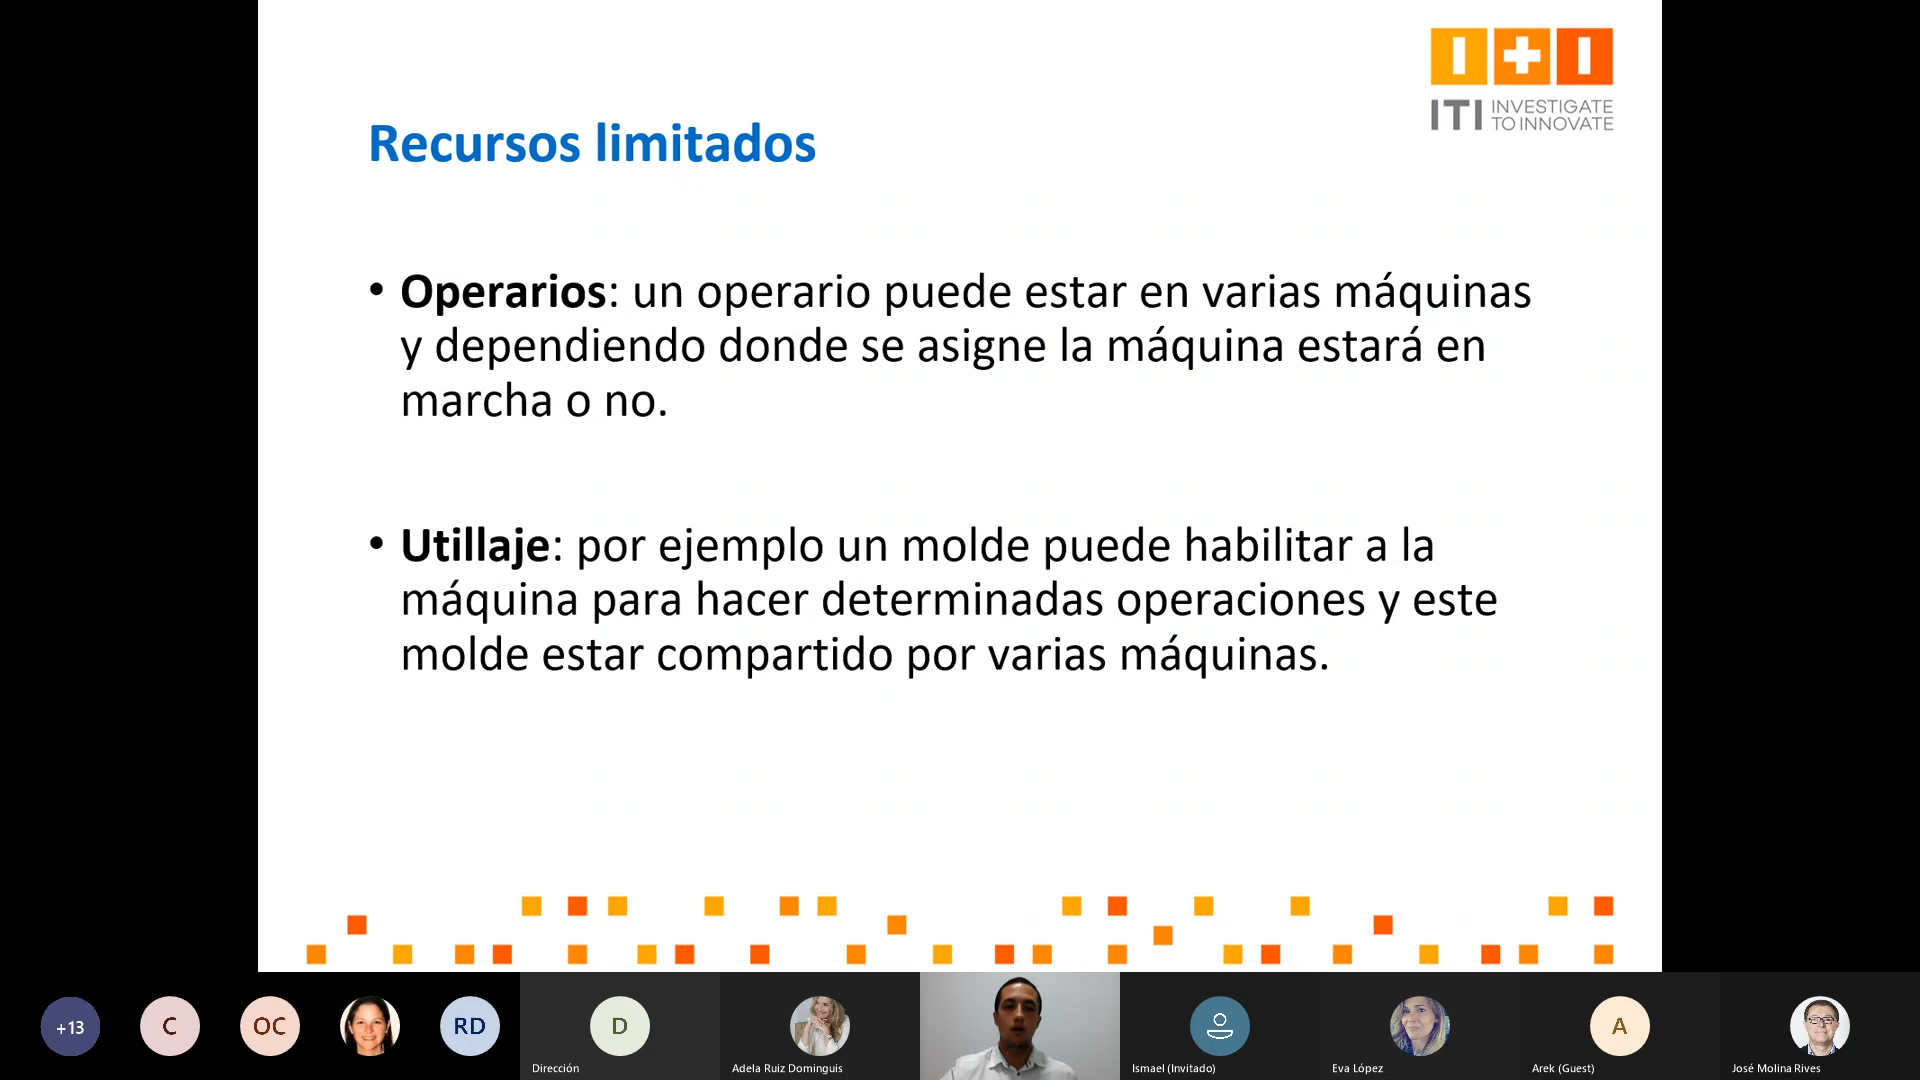 I+I
ITI INVESTIGATE
TO INNOVATE
Recursos limitados
• Operarios: un operario puede estar en varias máquinas
y dependiendo donde se asigne la máquina estará en
marcha o no.
• Utillaje: por ejemplo un molde puede habilitar a la
máquina para hacer determinadas operaciones y este
molde estar compartido por varias máquinas.
+13
C
OC
RD
D
A
Dirección
Adela Ruiz Dominguis
Ismael (Invitado)
Eva López
Arek (Guest)
José Molina Rives